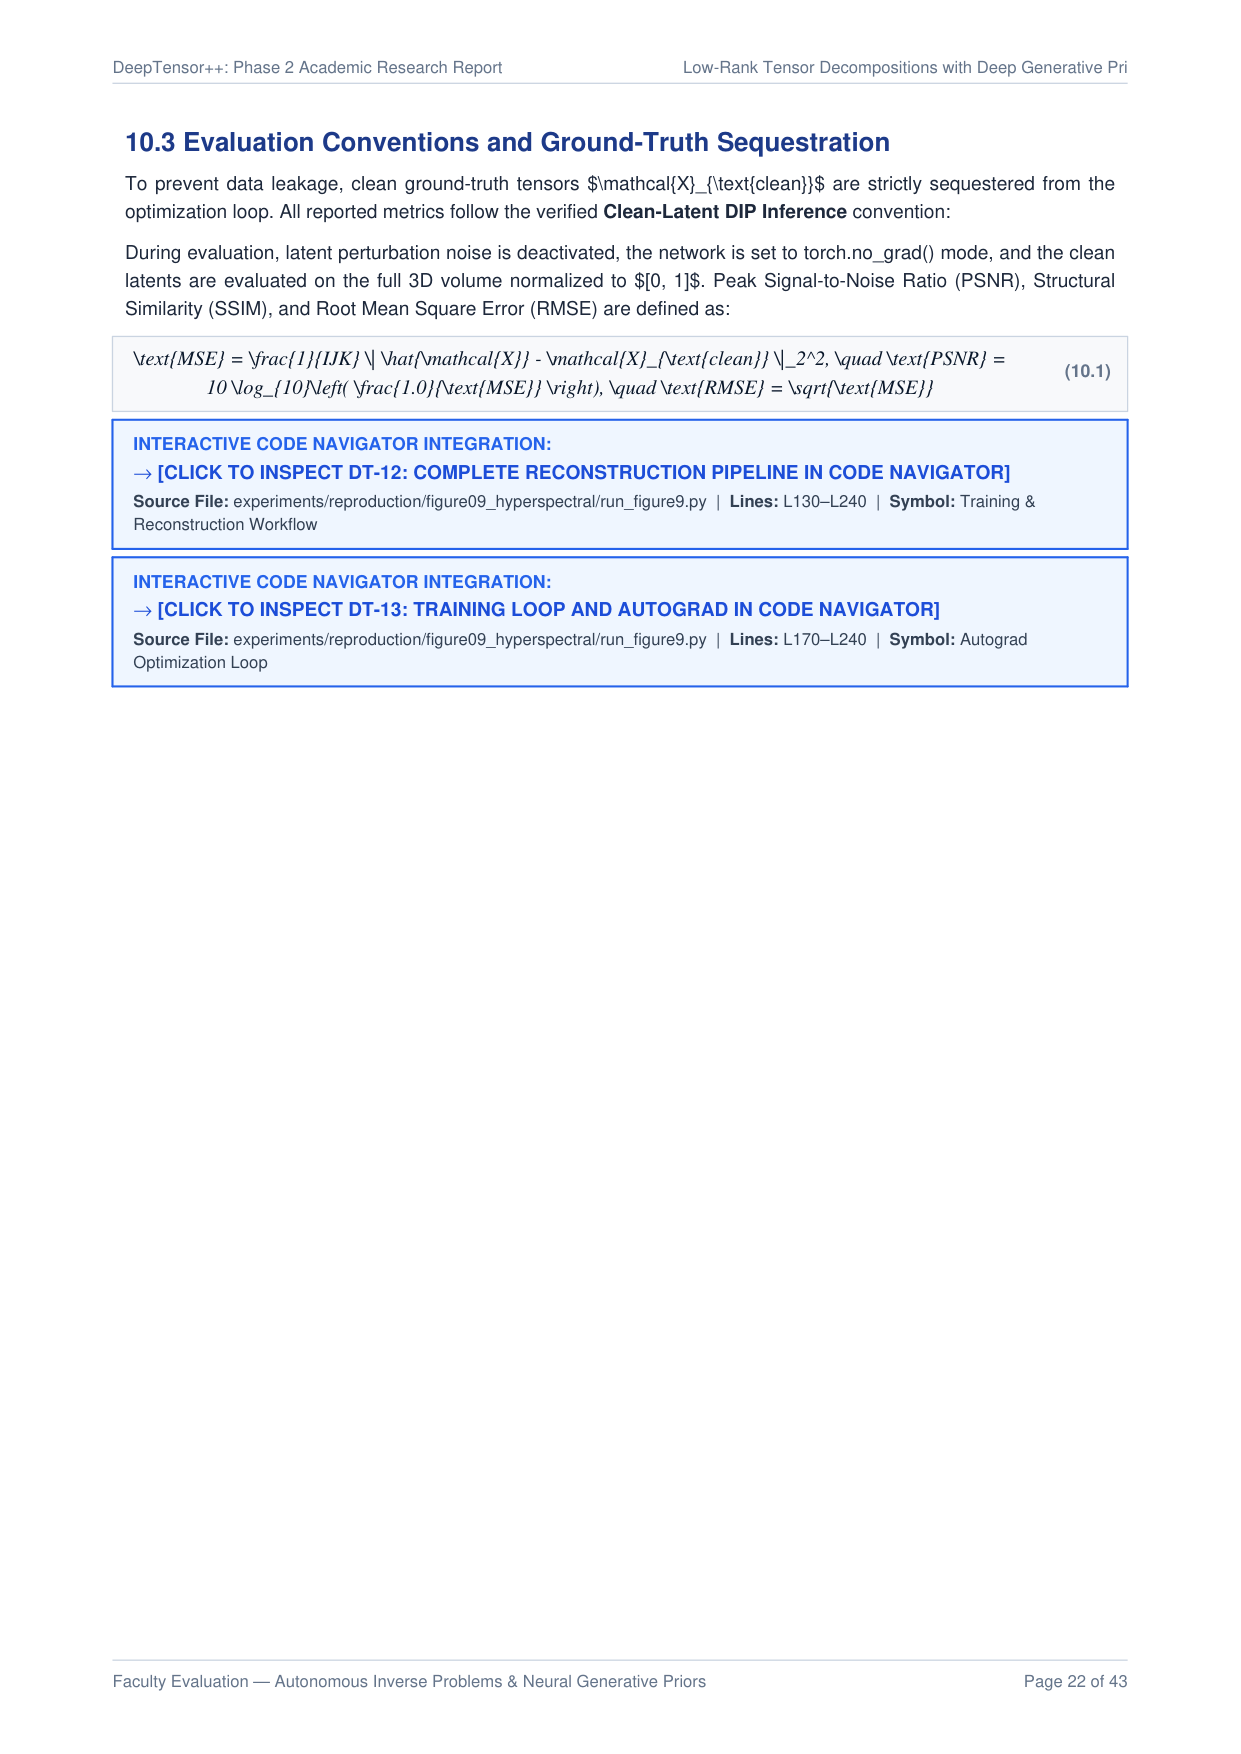 DeepTensor++: Phase 2 Academic Research Report
Low-Rank Tensor Decompositions with Deep Generative Pri
10.3 Evaluation Conventions and Ground-Truth Sequestration
To prevent data leakage, clean ground-truth tensors $\mathcal{X}_{\text{clean}}$ are strictly sequestered from the
optimization loop. All reported metrics follow the verified Clean-Latent DIP Inference convention:
During evaluation, latent perturbation noise is deactivated, the network is set to torch.no_grad() mode, and the clean
latents are evaluated on the full 3D volume normalized to $[0, 1]$. Peak Signal-to-Noise Ratio (PSNR), Structural
Similarity (SSIM), and Root Mean Square Error (RMSE) are defined as:
\text{MSE} = \frac{1}{IJK} \| \hat{\mathcal{X}} - \mathcal{X}_{\text{clean}} \|_2^2, \quad \text{PSNR} =
10 \log_{10}\left( \frac{1.0}{\text{MSE}} \right), \quad \text{RMSE} = \sqrt{\text{MSE}}
(10.1)
INTERACTIVE CODE NAVIGATOR INTEGRATION:
→ [CLICK TO INSPECT DT-12: COMPLETE RECONSTRUCTION PIPELINE IN CODE NAVIGATOR]
Source File: experiments/reproduction/figure09_hyperspectral/run_figure9.py | Lines: L130–L240 | Symbol: Training &
Reconstruction Workflow
INTERACTIVE CODE NAVIGATOR INTEGRATION:
→ [CLICK TO INSPECT DT-13: TRAINING LOOP AND AUTOGRAD IN CODE NAVIGATOR]
Source File: experiments/reproduction/figure09_hyperspectral/run_figure9.py | Lines: L170–L240 | Symbol: Autograd
Optimization Loop
Faculty Evaluation — Autonomous Inverse Problems & Neural Generative Priors
Page 22 of 43